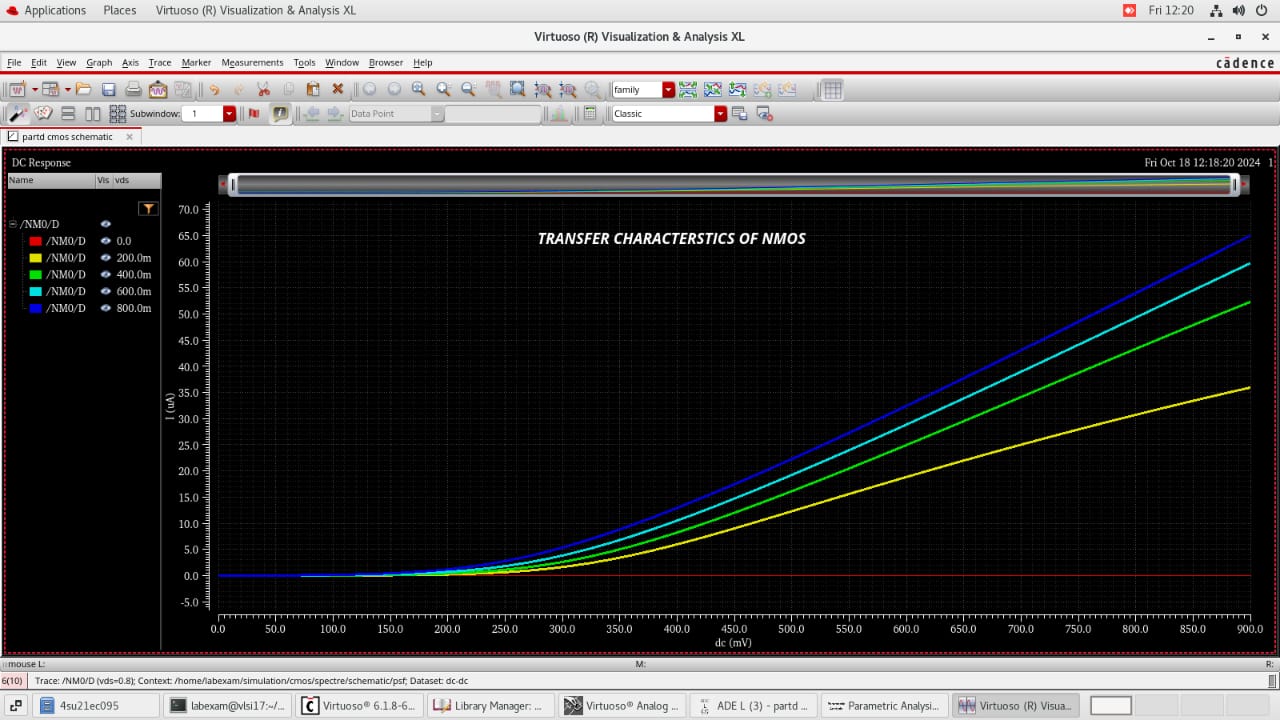 Applications Places Virtuoso (R) Visualization & Analysis XL Fri 12:20
Virtuoso (R) Visualization & Analysis XL
File Edit View Graph Axis Trace Marker Measurements Tools Window Browser Help cādence
family
Subwindow: 1 Data Point Classic
partd cmos schematic
DC Response Fri Oct 18 12:18:20 2024 1
Name Vis vds
/NM0/D
/NM0/D 0.0
/NM0/D 200.0m
/NM0/D 400.0m
/NM0/D 600.0m
/NM0/D 800.0m
TRANSFER CHARACTERSTICS OF NMOS
70.0
65.0
60.0
55.0
50.0
45.0
40.0
35.0
30.0
25.0
20.0
15.0
10.0
5.0
0.0
-5.0
I (uA)
0.0 50.0 100.0 150.0 200.0 250.0 300.0 350.0 400.0 450.0 500.0 550.0 600.0 650.0 700.0 750.0 800.0 850.0 900.0
dc (mV)
mouse L: M: R:
6(10) Trace: /NM0/D (vds=0.8); Context: /home/labexam/simulation/cmos/spectre/schematic/psf; Dataset: dc-dc
4su21ec095 labexam@vlsi17:~/... Virtuoso® 6.1.8-6... Library Manager: ... Virtuoso® Analog ... ADE L (3) - partd ... Parametric Analysi... Virtuoso (R) Visua...